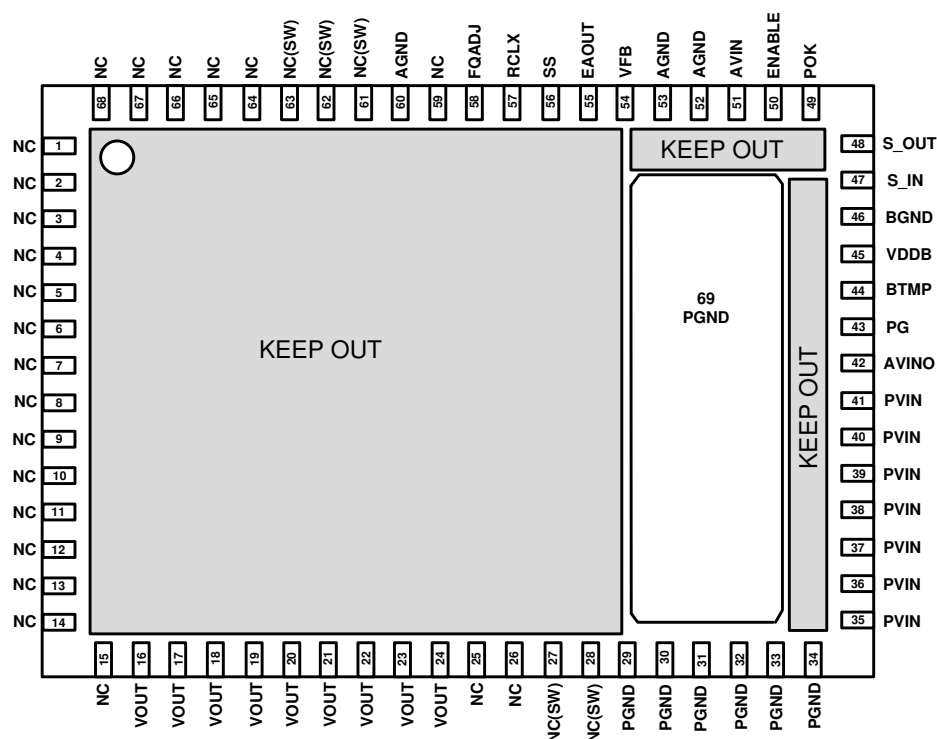 NC
NC
NC
NC
NC
NC(SW)
NC(SW)
NC(SW)
AGND
NC
FQADJ
RCLX
SS
EAOUT
VFB
AGND
AGND
AVIN
ENABLE
POK
68
67
66
65
64
63
62
61
60
59
58
57
56
55
54
53
52
51
50
49
NC 1
NC 2
NC 3
NC 4
NC 5
NC 6
NC 7
NC 8
NC 9
NC 10
NC 11
NC 12
NC 13
NC 14
KEEP OUT
KEEP OUT
69
PGND
KEEP OUT
48 S_OUT
47 S_IN
46 BGND
45 VDDB
44 BTMP
43 PG
42 AVINO
41 PVIN
40 PVIN
39 PVIN
38 PVIN
37 PVIN
36 PVIN
35 PVIN
15
16
17
18
19
20
21
22
23
24
25
26
27
28
29
30
31
32
33
34
NC
VOUT
VOUT
VOUT
VOUT
VOUT
VOUT
VOUT
VOUT
VOUT
NC
NC
NC(SW)
NC(SW)
PGND
PGND
PGND
PGND
PGND
PGND